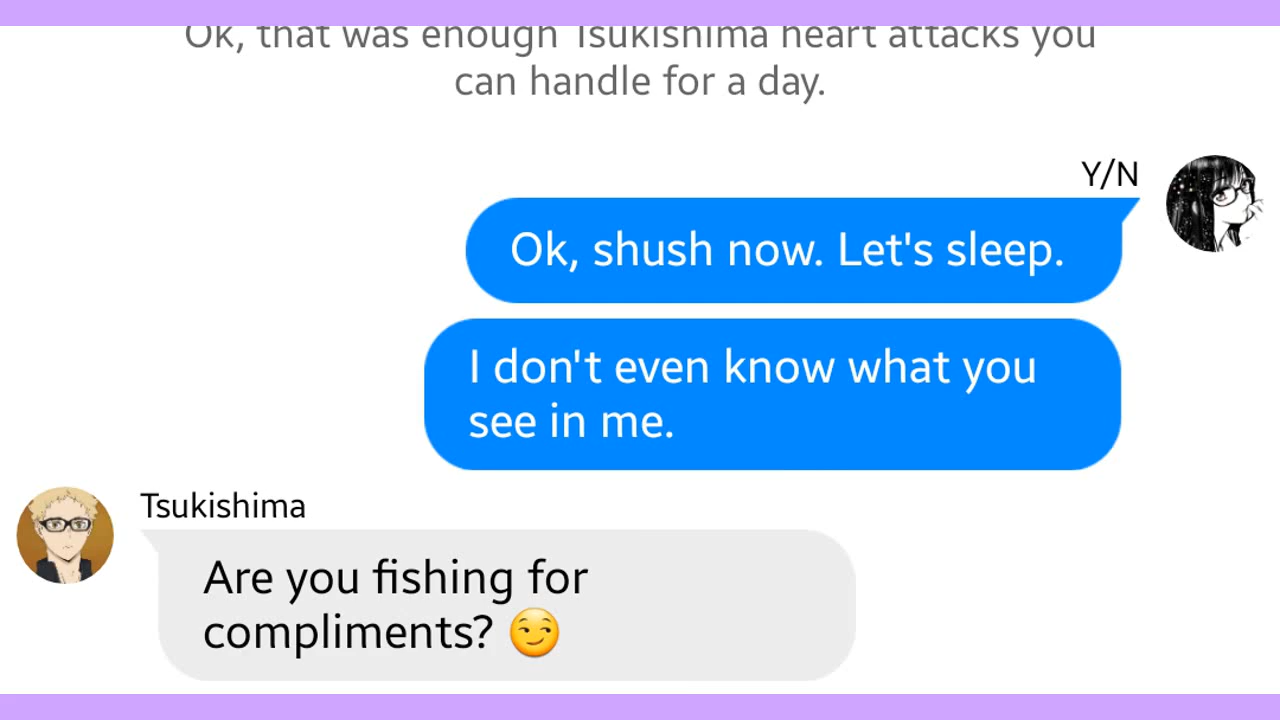 Ok, that was enough Tsukishima heart attacks you
can handle for a day.
Y/N
Ok, shush now. Let's sleep.
I don't even know what you
see in me.
Tsukishima
Are you fishing for
compliments? 😏